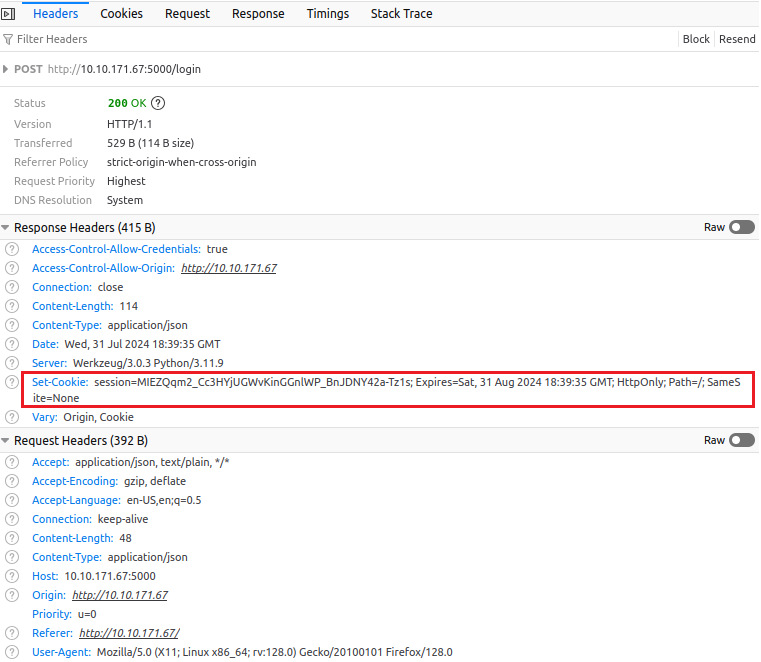 Headers Cookies Request Response Timings Stack Trace
Filter Headers Block Resend
POST http://10.10.171.67:5000/login
Status 200 OK ?
Version HTTP/1.1
Transferred 529 B (114 B size)
Referrer Policy strict-origin-when-cross-origin
Request Priority Highest
DNS Resolution System
Response Headers (415 B) Raw
? Access-Control-Allow-Credentials: true
? Access-Control-Allow-Origin: http://10.10.171.67
? Connection: close
? Content-Length: 114
? Content-Type: application/json
? Date: Wed, 31 Jul 2024 18:39:35 GMT
? Server: Werkzeug/3.0.3 Python/3.11.9
? Set-Cookie: session=MIEZQqm2_Cc3HYjUGWvKinGGnlWP_BnJDNY42a-Tz1s; Expires=Sat, 31 Aug 2024 18:39:35 GMT; HttpOnly; Path=/; SameS
ite=None
? Vary: Origin, Cookie
Request Headers (392 B) Raw
? Accept: application/json, text/plain, */*
? Accept-Encoding: gzip, deflate
? Accept-Language: en-US,en;q=0.5
? Connection: keep-alive
? Content-Length: 48
? Content-Type: application/json
? Host: 10.10.171.67:5000
? Origin: http://10.10.171.67
Priority: u=0
? Referer: http://10.10.171.67/
? User-Agent: Mozilla/5.0 (X11; Linux x86_64; rv:128.0) Gecko/20100101 Firefox/128.0